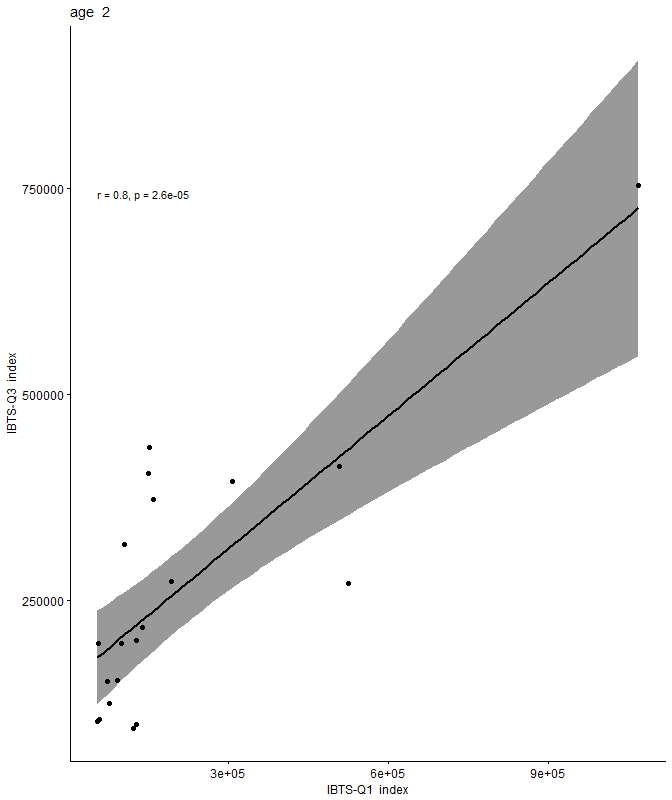 age 2
r = 0.8, p = 2.6e-05
750000
500000
250000
IBTS-Q3 index
3e+05
6e+05
9e+05
IBTS-Q1 index